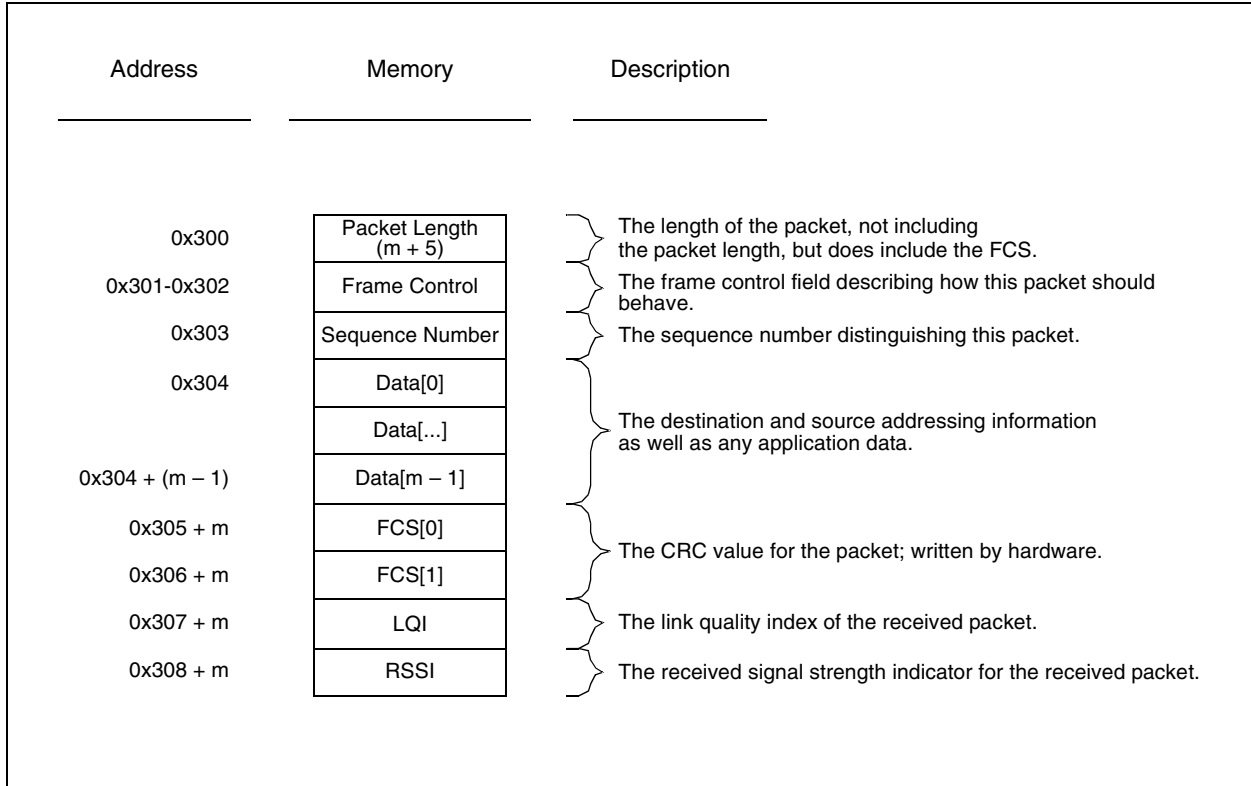 Address Memory Description
0x300 Packet Length (m + 5) The length of the packet, not including
the packet length, but does include the FCS.
0x301-0x302 Frame Control The frame control field describing how this packet should
behave.
0x303 Sequence Number The sequence number distinguishing this packet.
0x304 Data[0]
Data[...] The destination and source addressing information
as well as any application data.
0x304 + (m – 1) Data[m – 1]
0x305 + m FCS[0]
The CRC value for the packet; written by hardware.
0x306 + m FCS[1]
0x307 + m LQI The link quality index of the received packet.
0x308 + m RSSI The received signal strength indicator for the received packet.